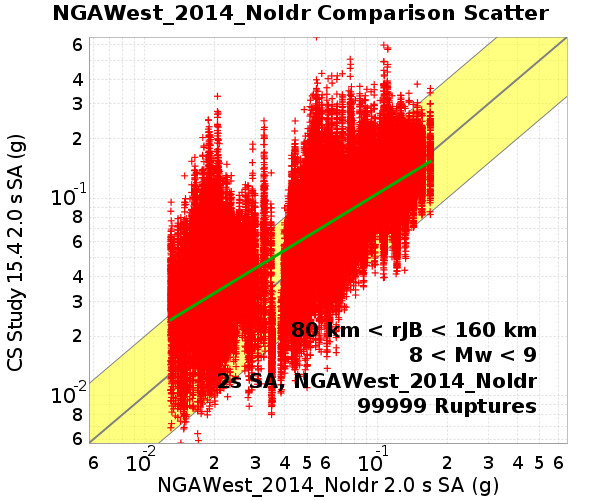 NGAWest_2014_NoIdr Comparison Scatter
6
4
3
2
10-1
8
6
4
3
2
10-2
8
6
CS Study 15.4 2.0 s SA (g)
80 km < rJB < 160 km
8 < Mw < 9
2s SA, NGAWest_2014_NoIdr
99999 Ruptures
6 10-2 2 3 4 5 6 10-1 2 3 4 5 6
NGAWest_2014_NoIdr 2.0 s SA (g)